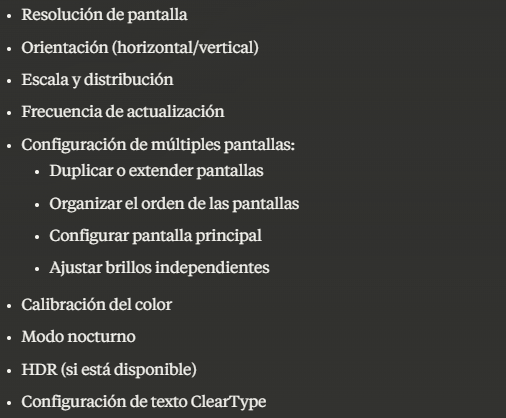 • Resolución de pantalla
• Orientación (horizontal/vertical)
• Escala y distribución
• Frecuencia de actualización
• Configuración de múltiples pantallas:
• Duplicar o extender pantallas
• Organizar el orden de las pantallas
• Configurar pantalla principal
• Ajustar brillos independientes
• Calibración del color
• Modo nocturno
• HDR (si está disponible)
• Configuración de texto ClearType